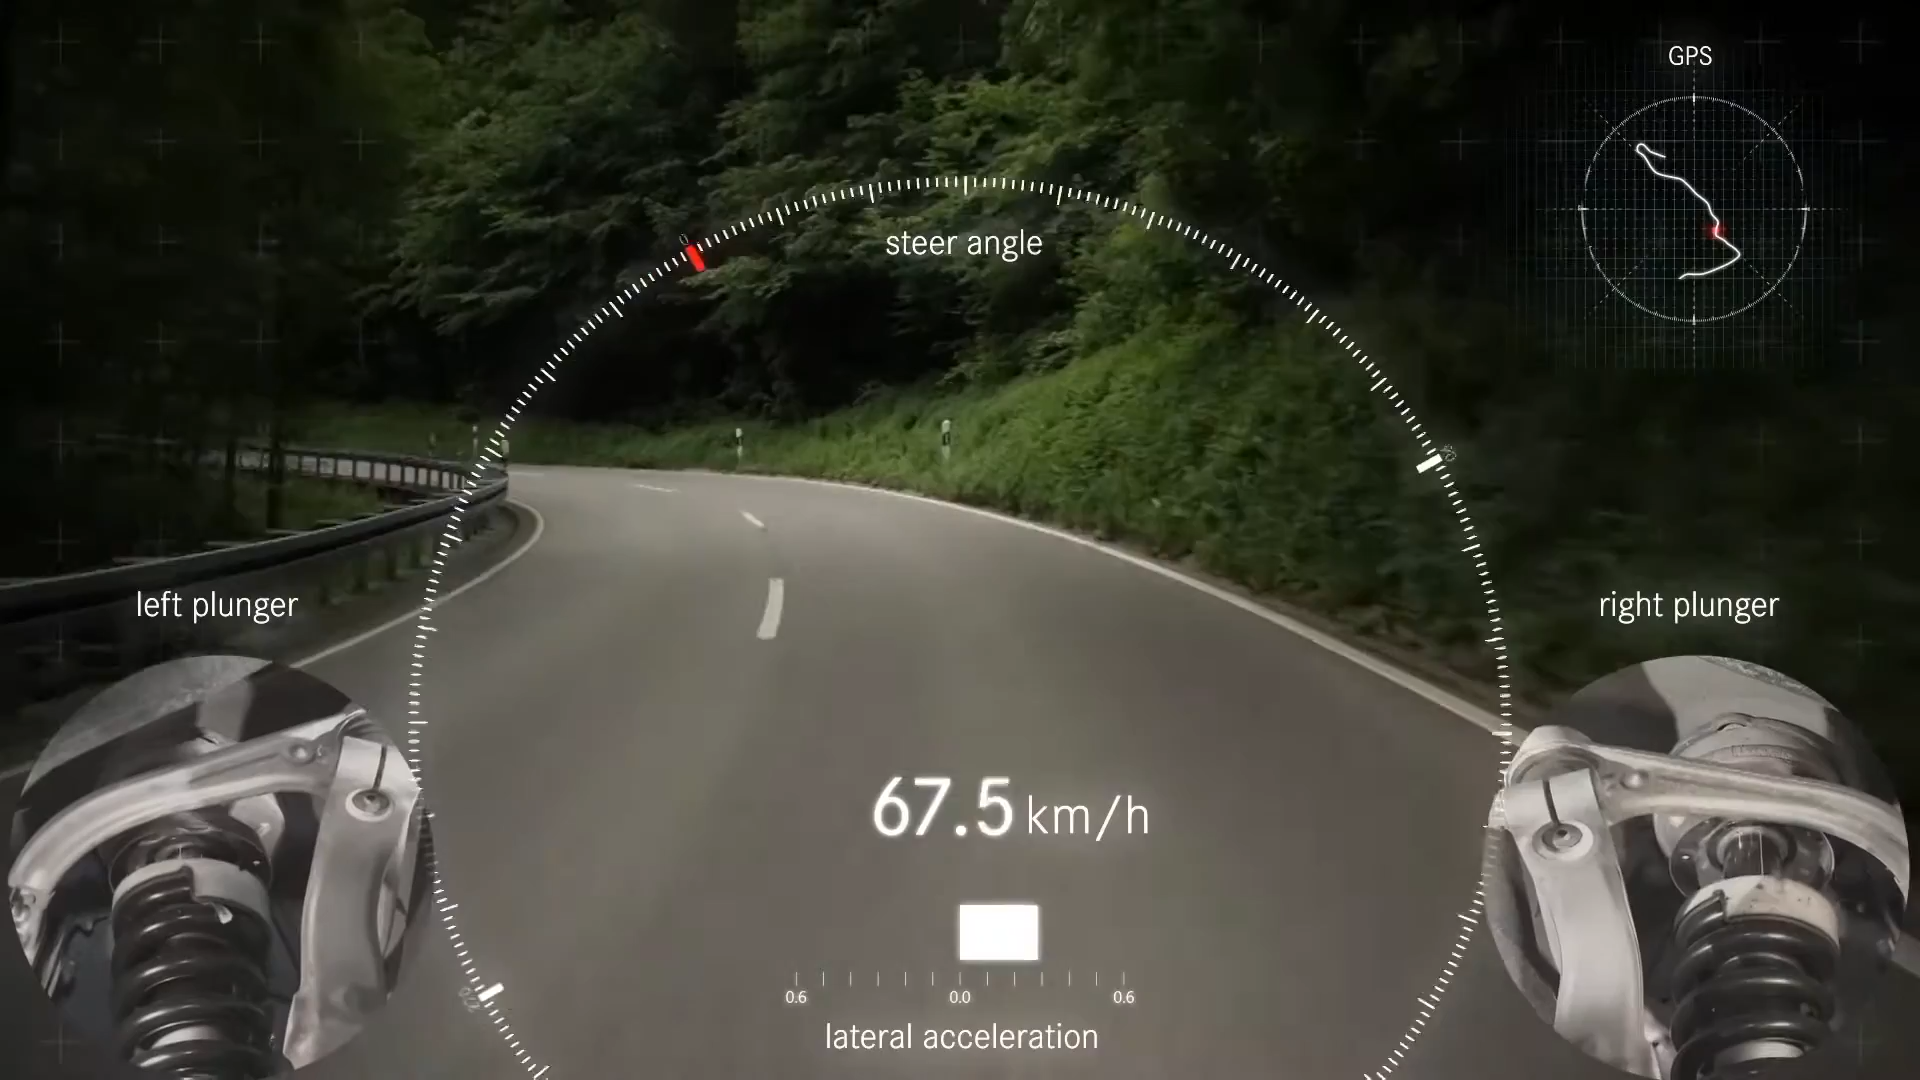 GPS
steer angle
left plunger
right plunger
67.5 km/h
0.6 0.0 0.6
lateral acceleration